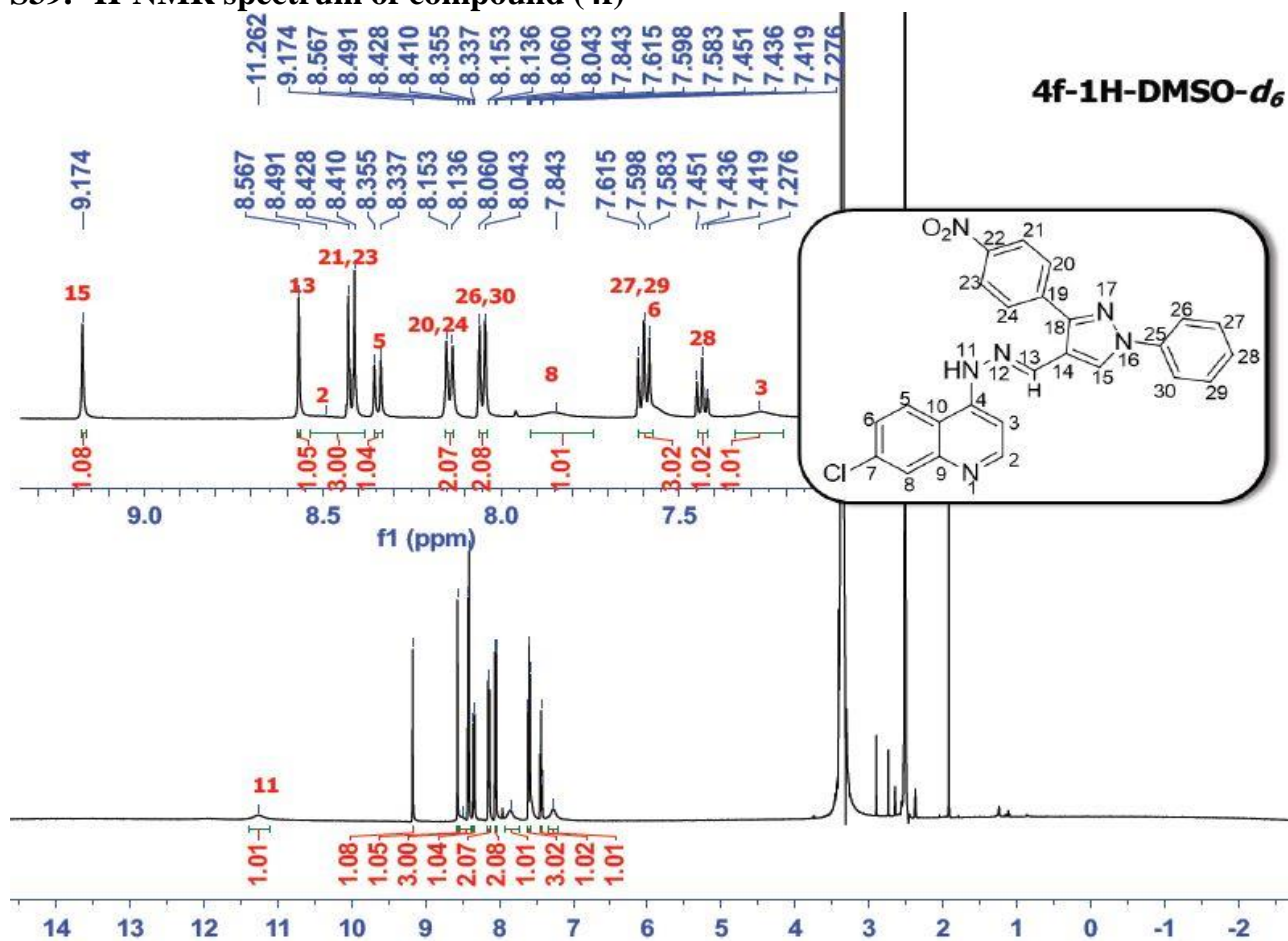 S39. ¹H NMR spectrum of compound (4f)
11.262 9.174 8.567 8.491 8.428 8.410 8.355 8.337 8.153 8.136 8.060 8.043 7.843 7.615 7.598 7.583 7.451 7.436 7.419 7.276
4f-1H-DMSO-d6
9.174 8.567 8.491 8.428 8.410 8.355 8.337 8.153 8.136 8.060 8.043 7.843 7.615 7.598 7.583 7.451 7.436 7.419 7.276
15 13 2 21,23 5 20,24 26,30 8 27,29 6 28 3
1.08 1.05 3.00 1.04 2.07 2.08 1.01 3.02 1.02 1.01
9.0 8.5 8.0 7.5
f1 (ppm)
O2N 22 21
23 20
24 19
18 N 17
N 16
25 26 27 28 29 30
HN 11 N 12 13 H 14 15
4 5 10 3
6
7 8 9 N 1 2
Cl
11
1.01 1.08 1.05 3.00 1.04 2.07 2.08 1.01 3.02 1.02 1.01
14 13 12 11 10 9 8 7 6 5 4 3 2 1 0 -1 -2